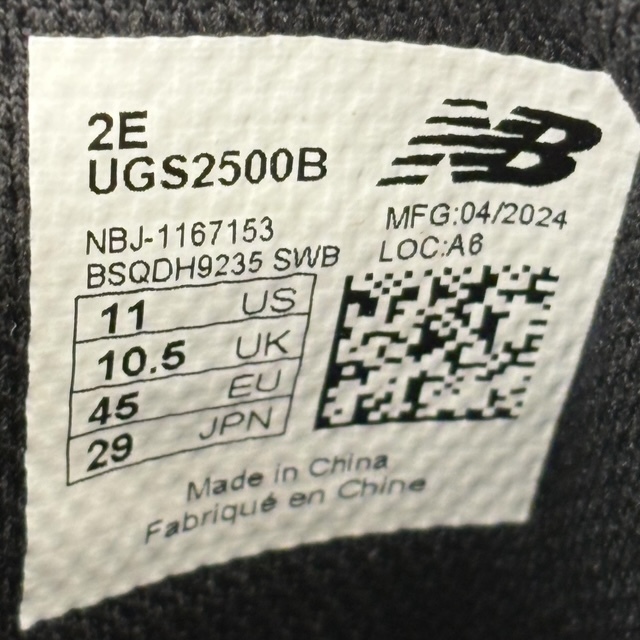 2E
UGS2500B
NB
NBJ-1167153
BSQDH9235 SWB
MFG:04/2024
LOC:A6
11 US
10.5 UK
45 EU
29 JPN
Made in China
Fabriqué en Chine